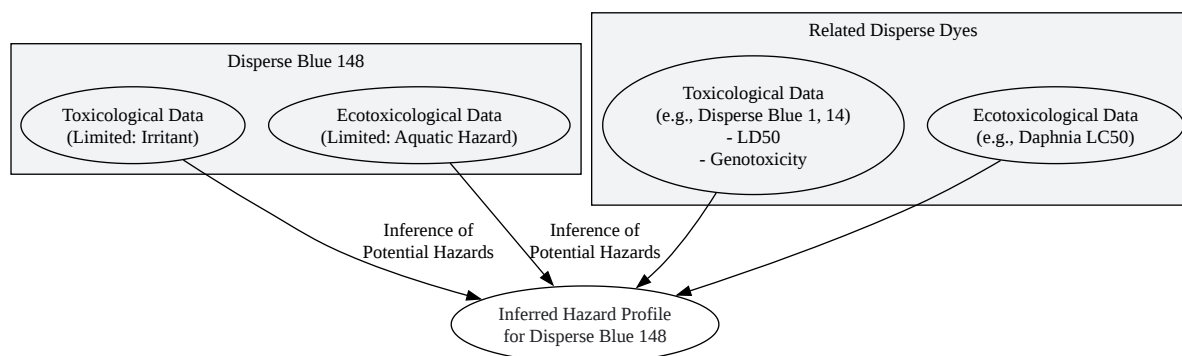 Related Disperse Dyes
Disperse Blue 148
Toxicological Data
(Limited: Irritant)
Ecotoxicological Data
(Limited: Aquatic Hazard)
Toxicological Data
(e.g., Disperse Blue 1, 14)
- LD50
- Genotoxicity
Ecotoxicological Data
(e.g., Daphnia LC50)
Inference of
Potential Hazards
Inference of
Potential Hazards
Inferred Hazard Profile
for Disperse Blue 148